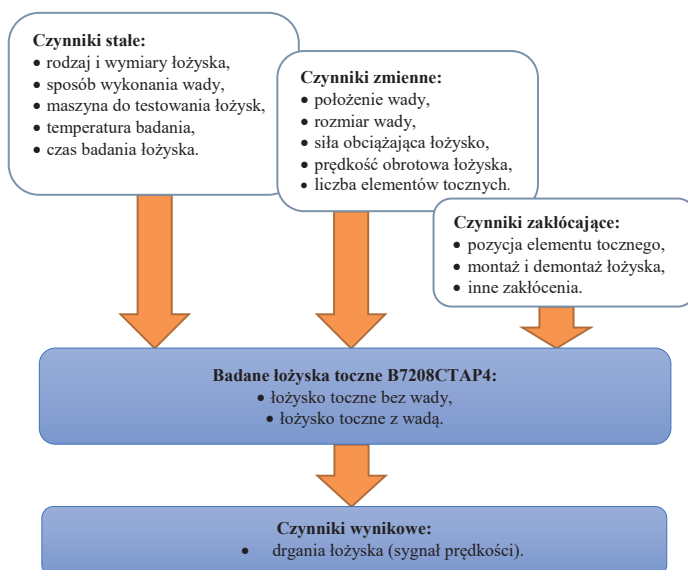 Czynniki stałe:
• rodzaj i wymiary łożyska,
• sposób wykonania wady,
• maszyna do testowania łożysk,
• temperatura badania,
• czas badania łożyska.
Czynniki zmienne:
• położenie wady,
• rozmiar wady,
• siła obciążająca łożysko,
• prędkość obrotowa łożyska,
• liczba elementów tocznych.
Czynniki zakłócające:
• pozycja elementu tocznego,
• montaż i demontaż łożyska,
• inne zakłócenia.
Badane łożyska toczne B7208CTAP4:
• łożysko toczne bez wady,
• łożysko toczne z wadą.
Czynniki wynikowe:
• drgania łożyska (sygnał prędkości).